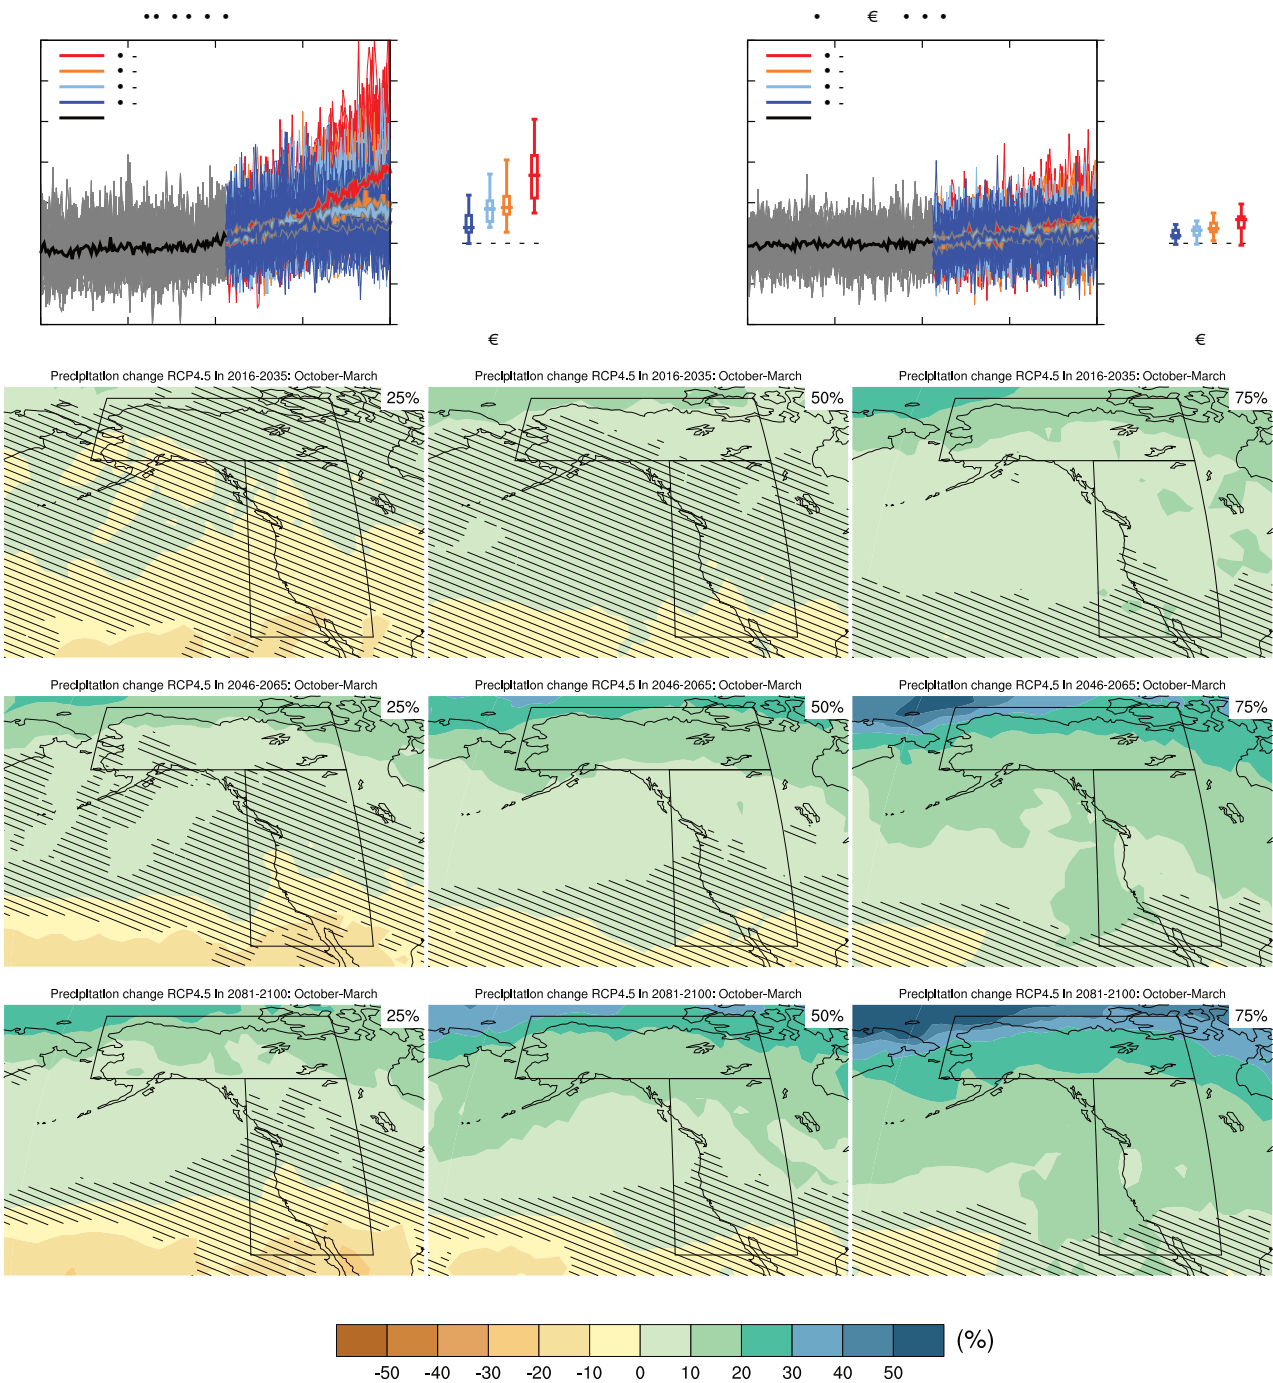 • • • • • •
• € • • •
• -
• -
• -
• -
• -
• -
• -
• -
€
€
Precipitation change RCP4.5 in 2016-2035: October-March
25%
Precipitation change RCP4.5 in 2016-2035: October-March
50%
Precipitation change RCP4.5 in 2016-2035: October-March
75%
Precipitation change RCP4.5 in 2046-2065: October-March
25%
Precipitation change RCP4.5 in 2046-2065: October-March
50%
Precipitation change RCP4.5 in 2046-2065: October-March
75%
Precipitation change RCP4.5 in 2081-2100: October-March
25%
Precipitation change RCP4.5 in 2081-2100: October-March
50%
Precipitation change RCP4.5 in 2081-2100: October-March
75%
(%)
-50 -40 -30 -20 -10 0 10 20 30 40 50